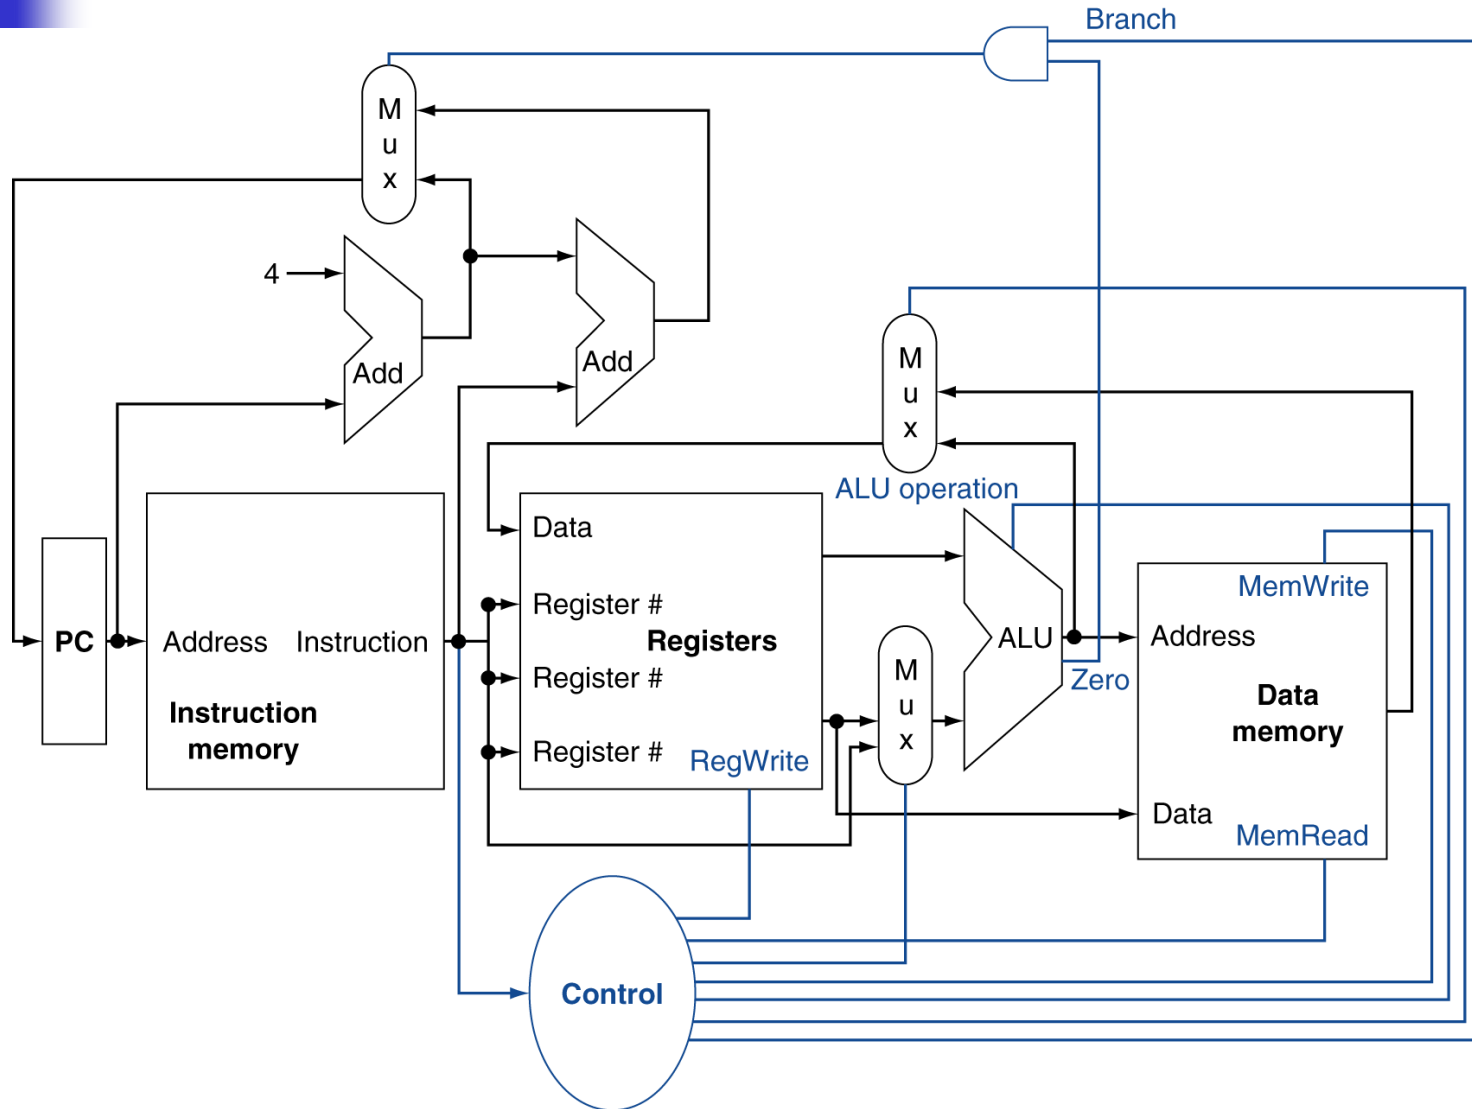 Branch
M
u
x
4
Add
Add
M
u
x
ALU operation
Data
Register #
Registers
Register #
Register #
RegWrite
PC
Address Instruction
Instruction
memory
M
u
x
ALU
Zero
MemWrite
Address
Data
memory
Data
MemRead
Control